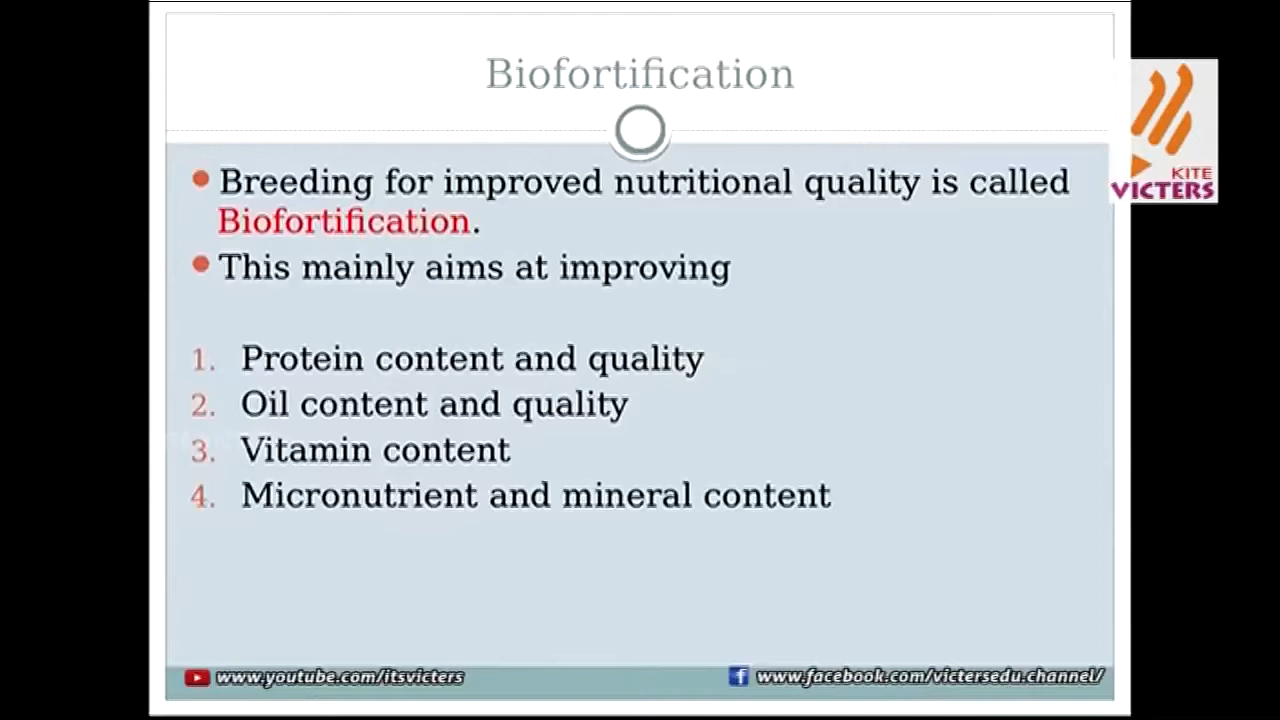 Biofortification
KITE
VICTERS
Breeding for improved nutritional quality is called
Biofortification.
This mainly aims at improving
1. Protein content and quality
2. Oil content and quality
3. Vitamin content
4. Micronutrient and mineral content
www.youtube.com/itsvicters
www.facebook.com/victersedu.channel/